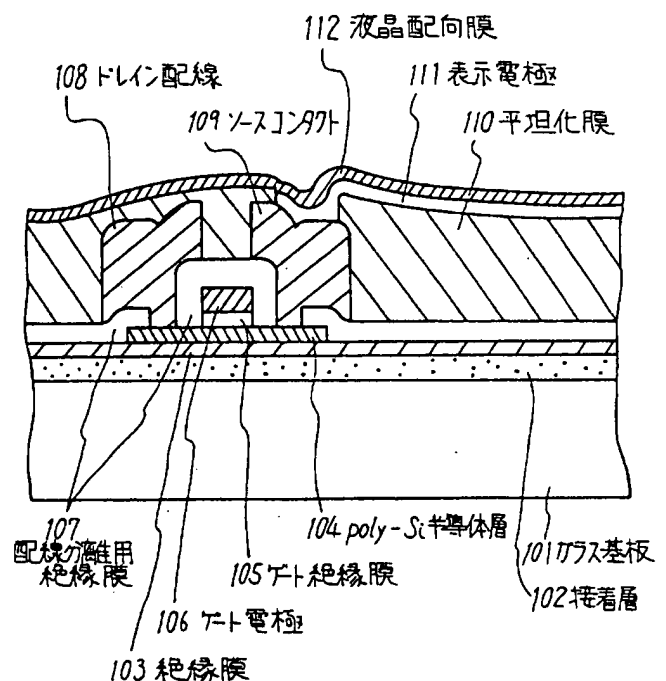 112 液晶配向膜
108 ドレイン配線
111 表示電極
109 ソースコンタクト
110 平坦化膜
107
配線分離用
絶縁膜
104 poly-Si半導体層
101 ガラス基板
105 ゲート絶縁膜
102 接着層
106 ゲート電極
103 絶縁膜